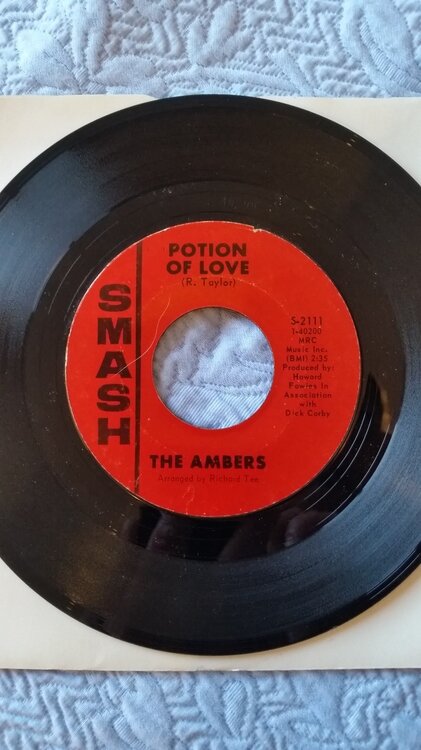 POTION
OF LOVE
(R. Taylor)
SMASH
S-2111
1-40200
MRC
Music Inc.
(BMI) 2:35
Produced by:
Howard
Fowles In
Association
with
Dick Corby
THE AMBERS
Arranged by Richard Tee